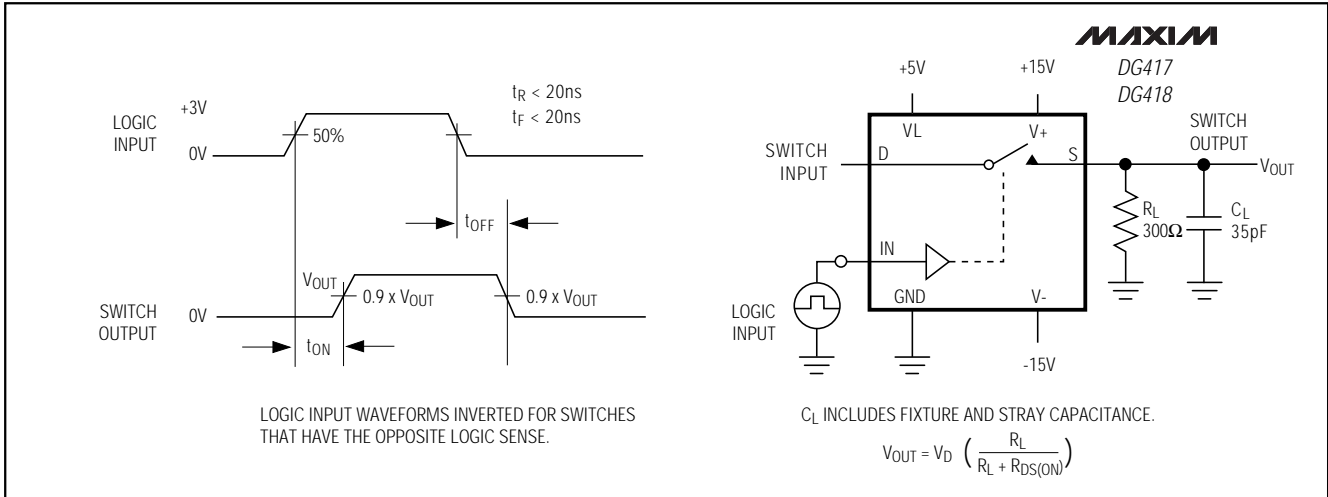 MAXIM
DG417
DG418
+3V
LOGIC
INPUT
0V
50%
tR < 20ns
tF < 20ns
tOFF
VOUT
0.9 x VOUT
0.9 x VOUT
SWITCH
OUTPUT
0V
tON
LOGIC INPUT WAVEFORMS INVERTED FOR SWITCHES
THAT HAVE THE OPPOSITE LOGIC SENSE.
+5V
+15V
VL
V+
SWITCH
INPUT
D
S
SWITCH
OUTPUT
VOUT
RL
300Ω
CL
35pF
IN
LOGIC
INPUT
GND
V-
-15V
CL INCLUDES FIXTURE AND STRAY CAPACITANCE.
VOUT = VD ( RL / RL + RDS(ON) )